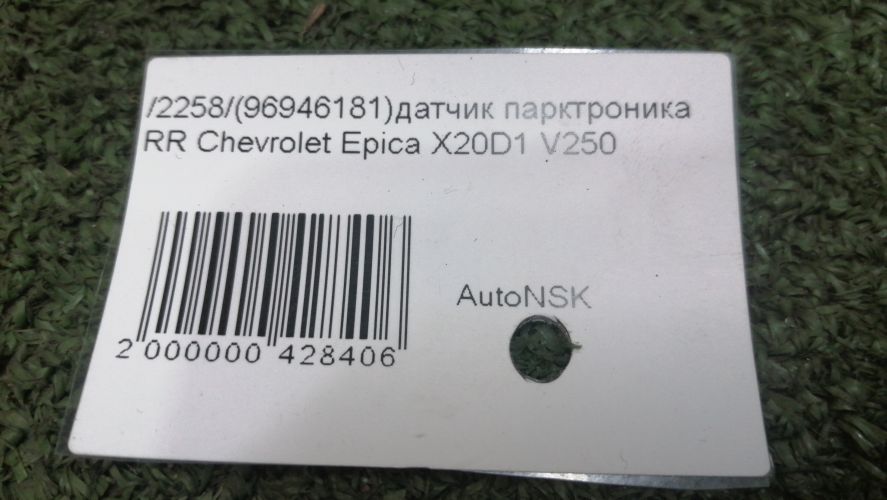 /2258/(96946181)датчик парктроника
RR Chevrolet Epica X20D1 V250
AutoNSK
2 000000 428406